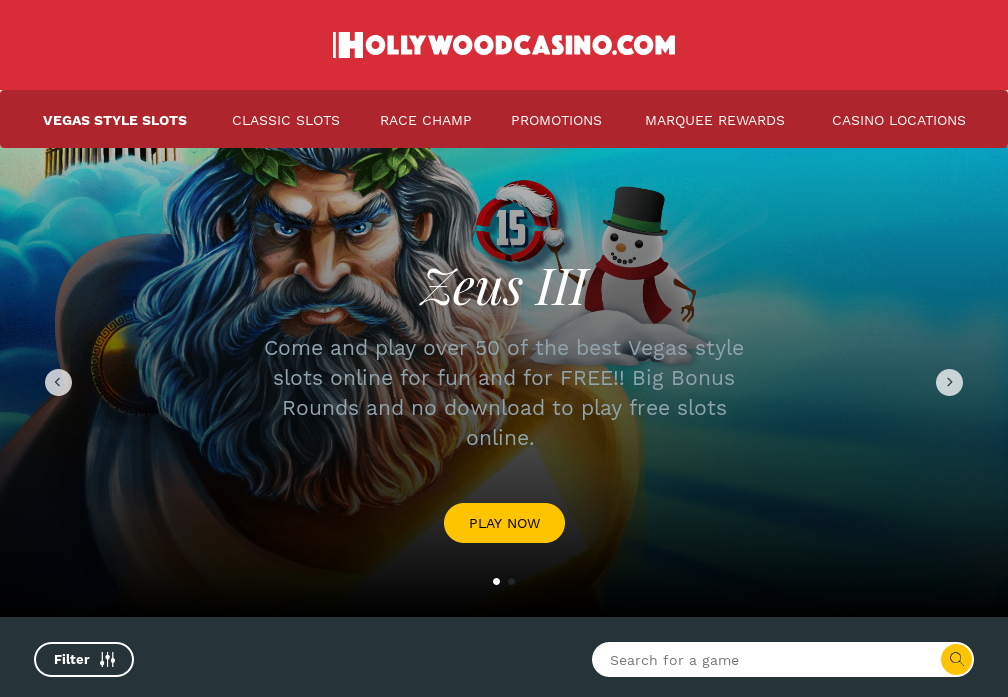 HOLLYWOODCASINO.COM
VEGAS STYLE SLOTS CLASSIC SLOTS RACE CHAMP PROMOTIONS MARQUEE REWARDS CASINO LOCATIONS
15
Zeus III
Come and play over 50 of the best Vegas style
slots online for fun and for FREE!! Big Bonus
Rounds and no download to play free slots
online.
PLAY NOW
Filter
Search for a game